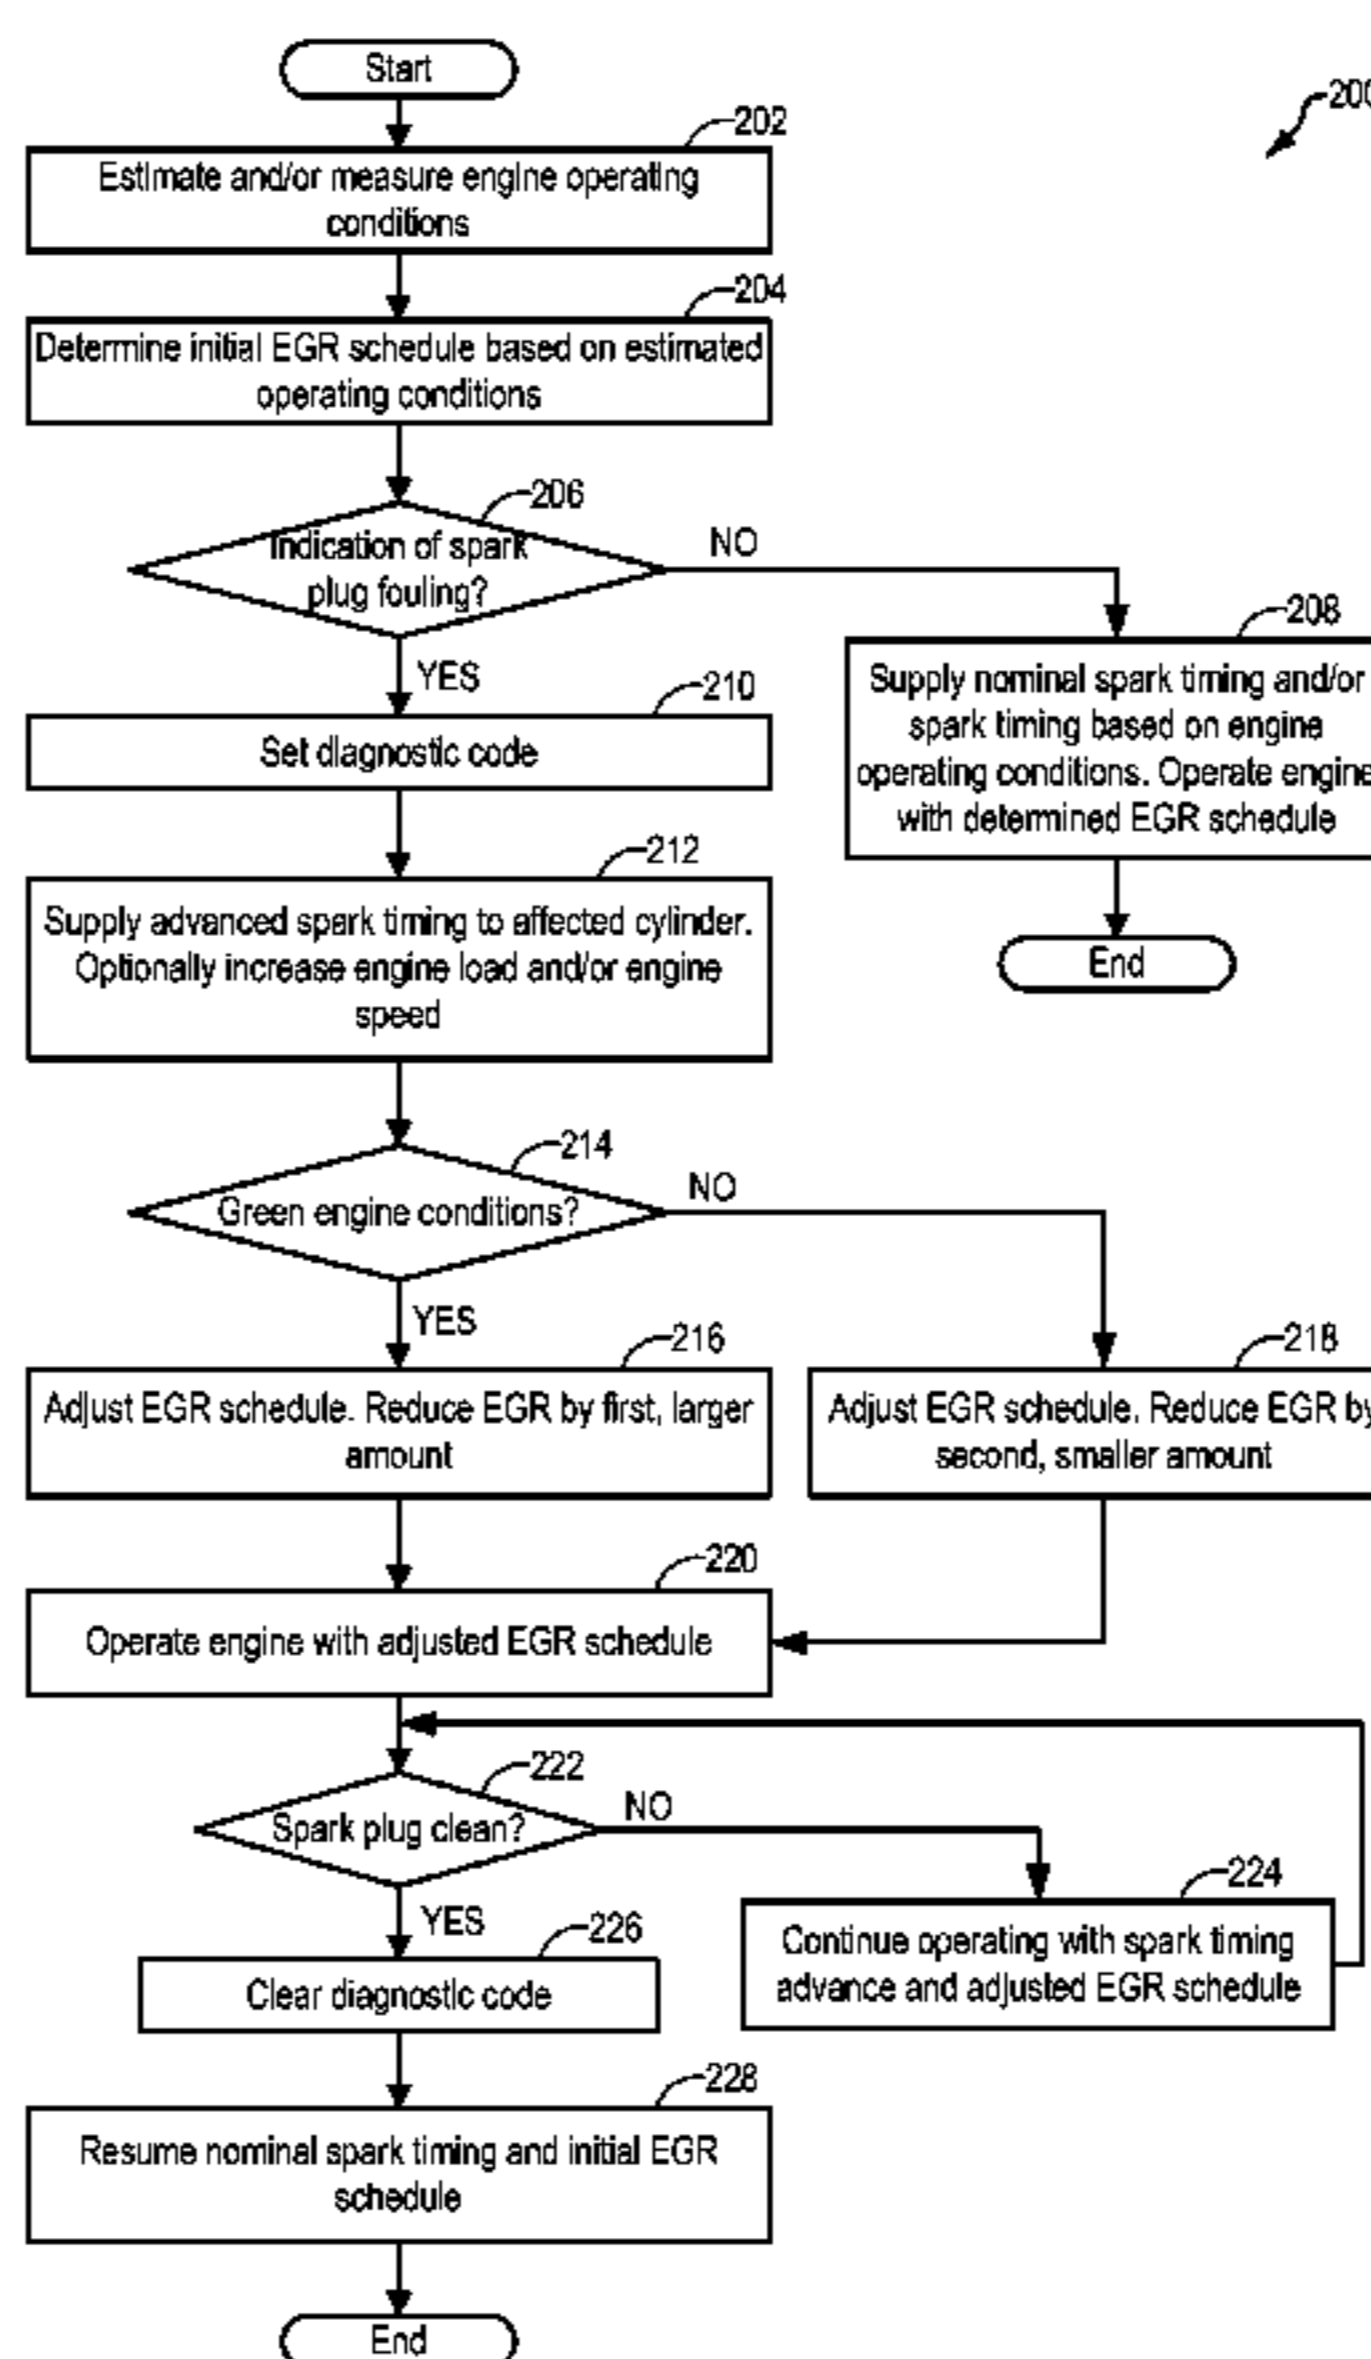 Start
200
202
Estimate and/or measure engine operating
conditions
204
Determine initial EGR schedule based on estimated
operating conditions
206
Indication of spark
plug fouling?
NO
YES
208
Supply nominal spark timing and/or
spark timing based on engine
operating conditions. Operate engine
with determined EGR schedule
End
210
Set diagnostic code
212
Supply advanced spark timing to affected cylinder.
Optionally increase engine load and/or engine
speed
214
Green engine conditions?
NO
YES
216
Adjust EGR schedule. Reduce EGR by first, larger
amount
218
Adjust EGR schedule. Reduce EGR by
second, smaller amount
220
Operate engine with adjusted EGR schedule
222
Spark plug clean?
NO
YES
224
Continue operating with spark timing
advance and adjusted EGR schedule
226
Clear diagnostic code
228
Resume nominal spark timing and initial EGR
schedule
End